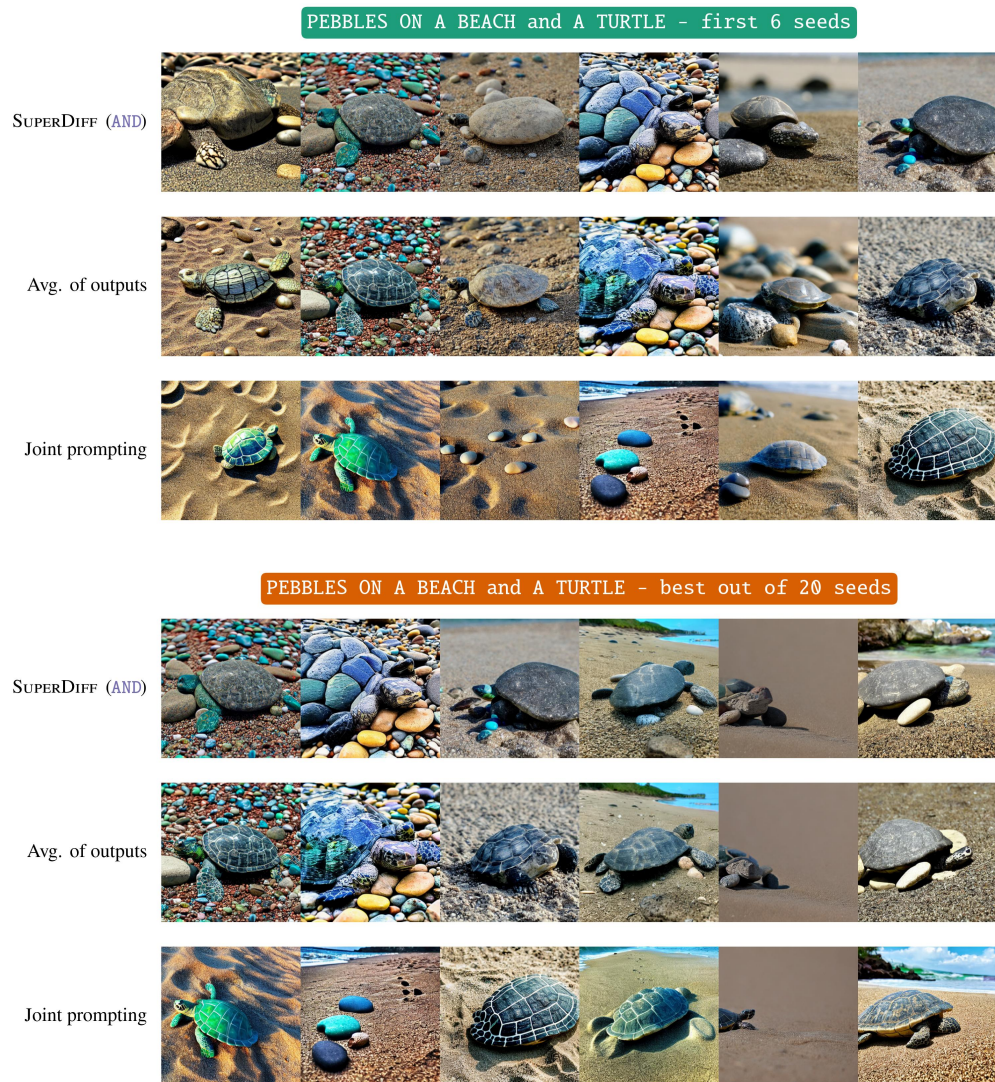 PEBBLES ON A BEACH and A TURTLE - first 6 seeds
SUPERDIFF (AND)
Avg. of outputs
Joint prompting
PEBBLES ON A BEACH and A TURTLE - best out of 20 seeds
SUPERDIFF (AND)
Avg. of outputs
Joint prompting